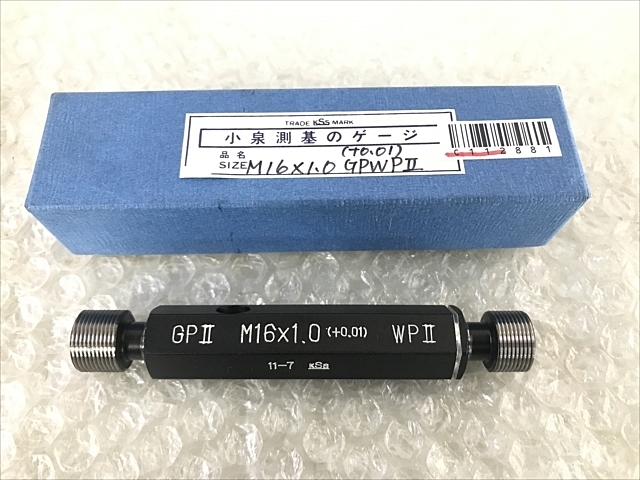 TRADE KSS MARK
小泉測基のゲージ
品名
SIZE M16×1.0 (+0.01) GPWPⅡ
C112881
GPⅡ M16×1.0 (+0.01) WPⅡ
11-7 KSS